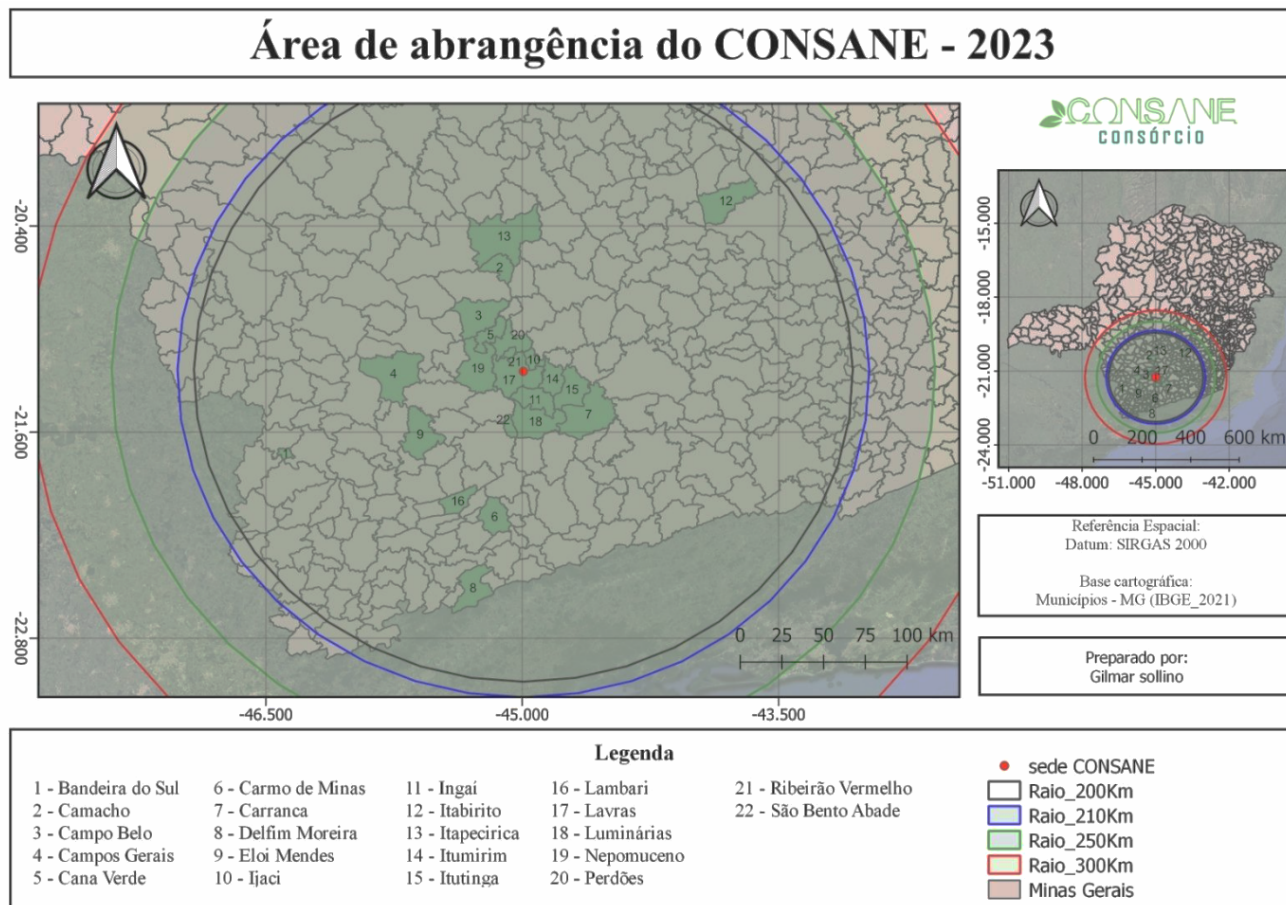 Área de abrangência do CONSANE - 2023
12
13
2
3
5
20
21
10
4
19
17
14
15
11
7
22
18
9
1
16
6
8
-20.400
-21.600
-22.800
-46.500
-45.000
-43.500
0 25 50 75 100 km
CONSANE
consórcio
-15.000
-18.000
-21.000
-24.000
0 200 400 600 km
-51.000
-48.000
-45.000
-42.000
Referência Espacial:
Datum: SIRGAS 2000
Base cartográfica:
Municípios - MG (IBGE_2021)
Preparado por:
Gilmar sollino
Legenda
1 - Bandeira do Sul
2 - Camacho
3 - Campo Belo
4 - Campos Gerais
5 - Cana Verde
6 - Carmo de Minas
7 - Carranca
8 - Delfim Moreira
9 - Eloi Mendes
10 - Ijaci
11 - Ingaí
12 - Itabirito
13 - Itapecirica
14 - Itumirim
15 - Itutinga
16 - Lambari
17 - Lavras
18 - Luminárias
19 - Nepomuceno
20 - Perdões
21 - Ribeirão Vermelho
22 - São Bento Abade
sede CONSANE
Raio_200Km
Raio_210Km
Raio_250Km
Raio_300Km
Minas Gerais